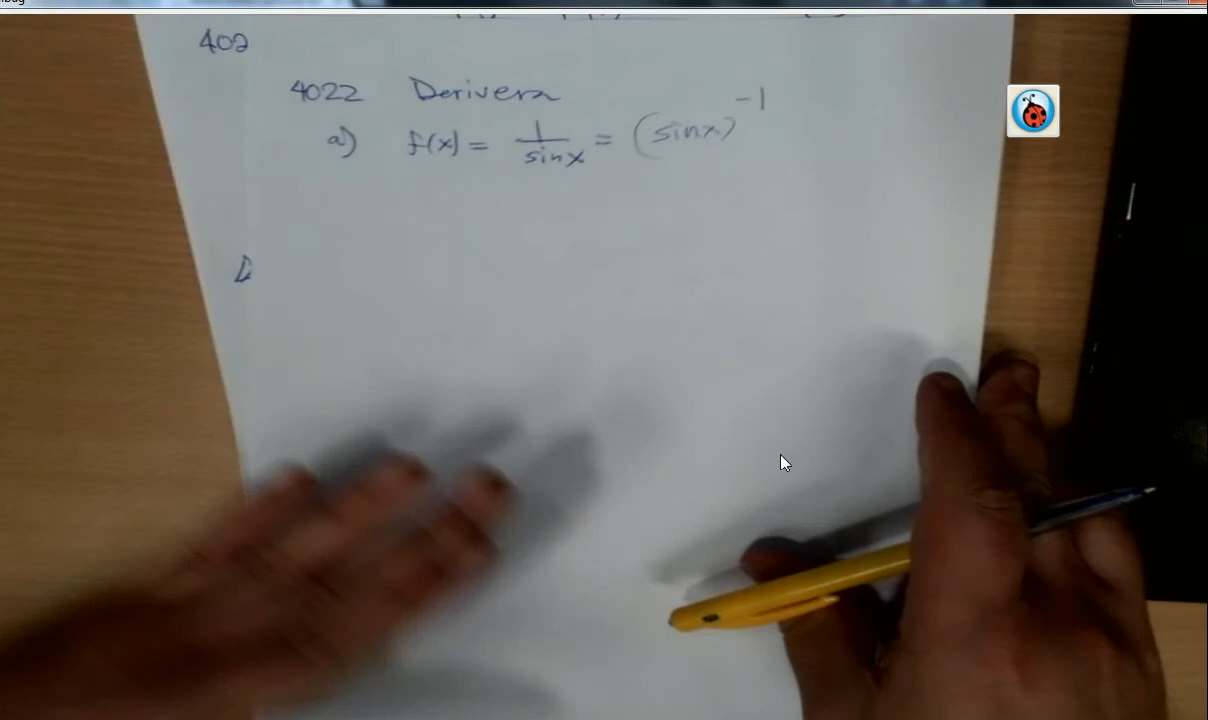 402
4022 Derivera
a) f(x) = 1/sinx = (sinx)^-1